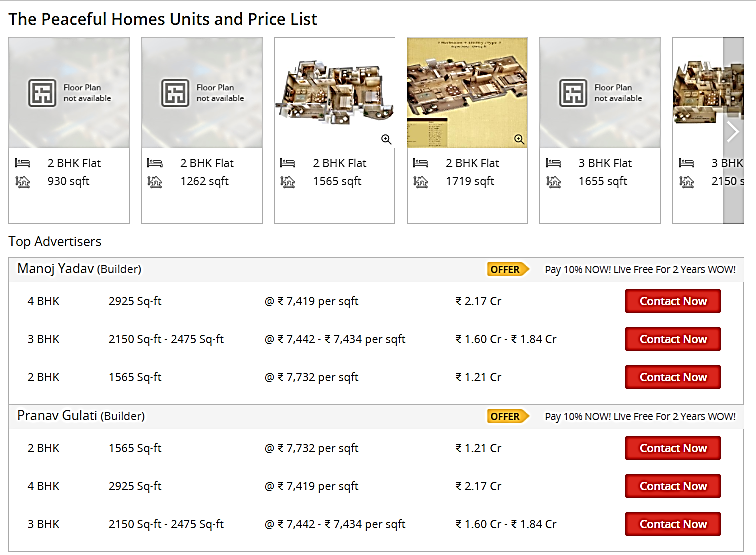 The Peaceful Homes Units and Price List
Floor Plan
not available
2 BHK Flat
930 sqft
Floor Plan
not available
2 BHK Flat
1262 sqft
2 BHK Flat
1565 sqft
2 BHK Flat
1719 sqft
Floor Plan
not available
3 BHK Flat
1655 sqft
3 BHK
2150 s
Top Advertisers
Manoj Yadav (Builder) OFFER Pay 10% NOW! Live Free For 2 Years WOW!
4 BHK 2925 Sq-ft @ ₹ 7,419 per sqft ₹ 2.17 Cr Contact Now
3 BHK 2150 Sq-ft - 2475 Sq-ft @ ₹ 7,442 - ₹ 7,434 per sqft ₹ 1.60 Cr - ₹ 1.84 Cr Contact Now
2 BHK 1565 Sq-ft @ ₹ 7,732 per sqft ₹ 1.21 Cr Contact Now
Pranav Gulati (Builder) OFFER Pay 10% NOW! Live Free For 2 Years WOW!
2 BHK 1565 Sq-ft @ ₹ 7,732 per sqft ₹ 1.21 Cr Contact Now
4 BHK 2925 Sq-ft @ ₹ 7,419 per sqft ₹ 2.17 Cr Contact Now
3 BHK 2150 Sq-ft - 2475 Sq-ft @ ₹ 7,442 - ₹ 7,434 per sqft ₹ 1.60 Cr - ₹ 1.84 Cr Contact Now